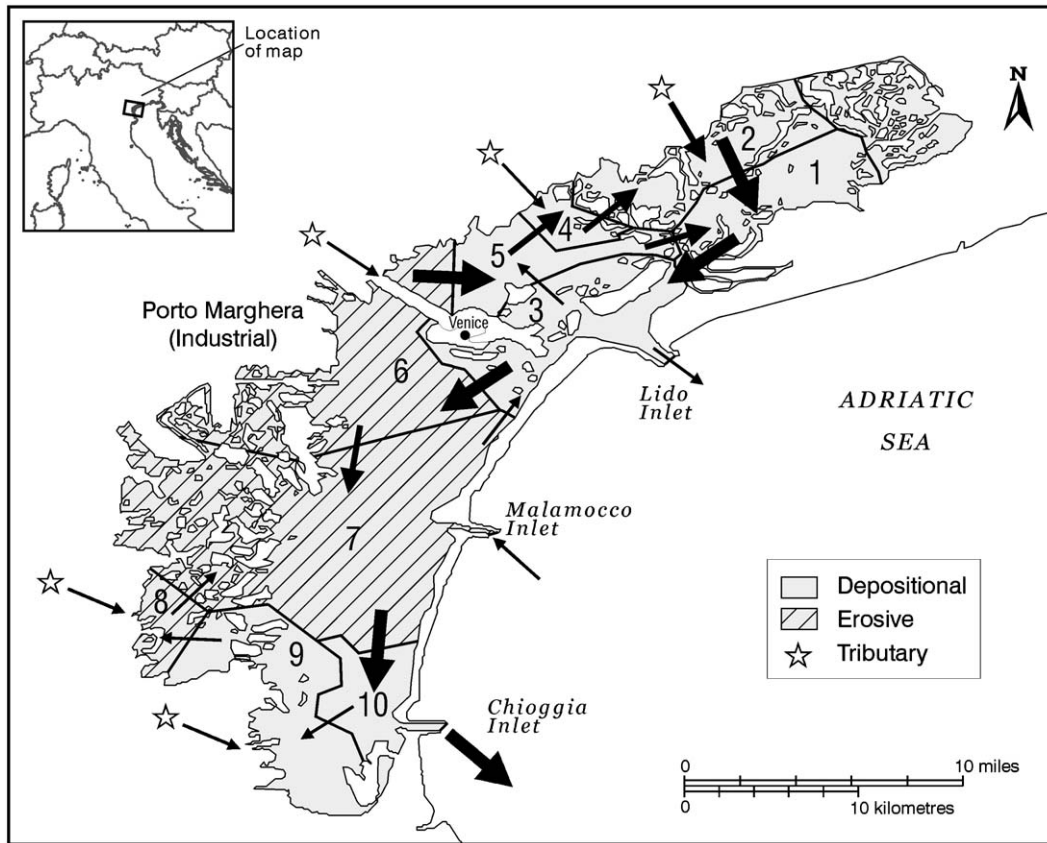 Location
of map
N
2
1
4
5
3
Porto Marghera
(Industrial)
Venice
6
Lido
Inlet
ADRIATIC
SEA
Malamocco
Inlet
7
8
9
10
Chioggia
Inlet
Depositional
Erosive
Tributary
0 10 miles
0 10 kilometres